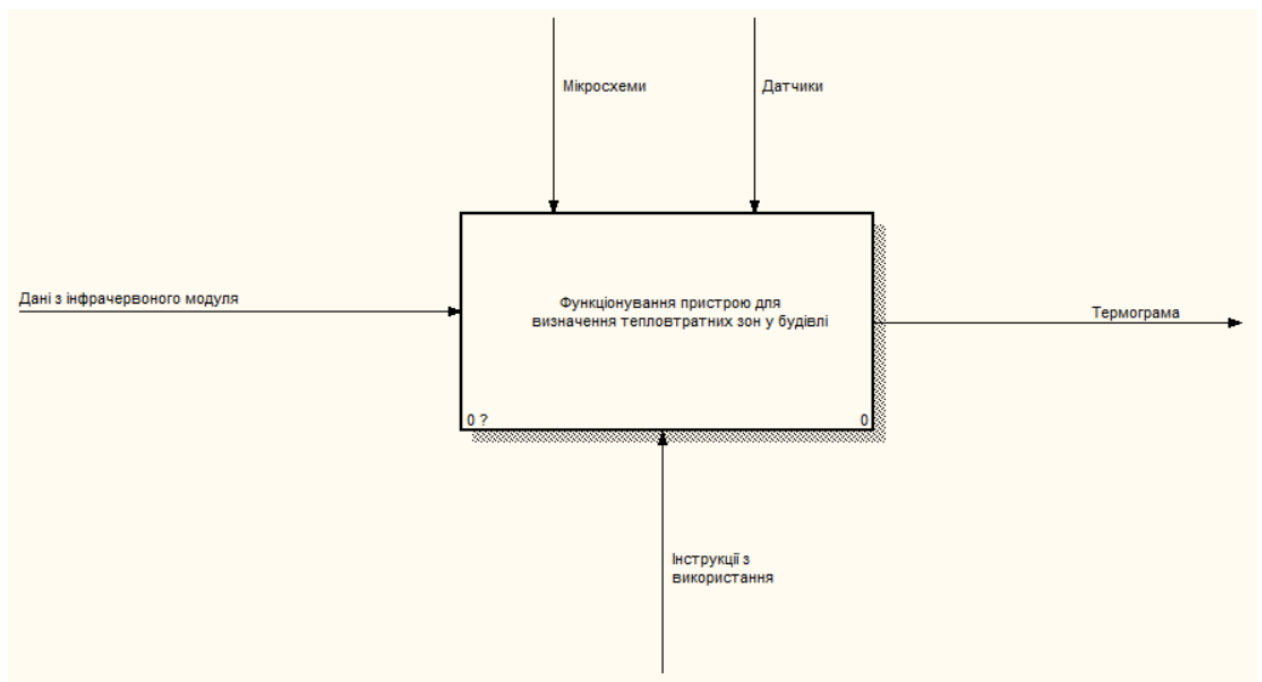 Мікросхеми
Датчики
Дані з інфрачервоного модуля
Функціонування пристрою для
визначення тепловтратних зон у будівлі
Термограма
0 ?
0
Інструкції з
використання